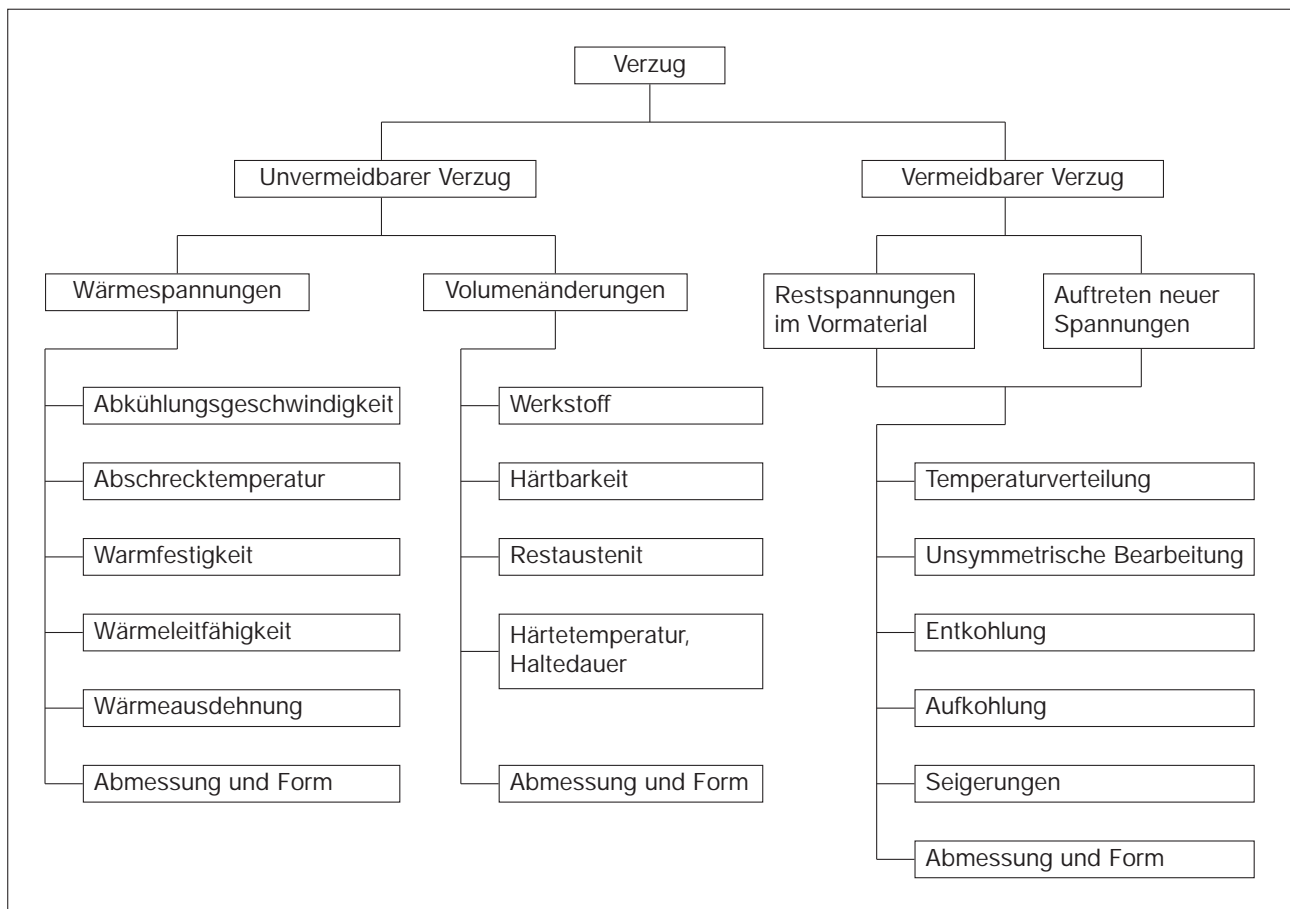 Verzug
Unvermeidbarer Verzug
Vermeidbarer Verzug
Wärmespannungen
Volumenänderungen
Restspannungen
im Vormaterial
Auftreten neuer
Spannungen
Abkühlungsgeschwindigkeit
Abschrecktemperatur
Warmfestigkeit
Wärmeleitfähigkeit
Wärmeausdehnung
Abmessung und Form
Werkstoff
Härtbarkeit
Restaustenit
Härtetemperatur,
Haltedauer
Abmessung und Form
Temperaturverteilung
Unsymmetrische Bearbeitung
Entkohlung
Aufkohlung
Seigerungen
Abmessung und Form